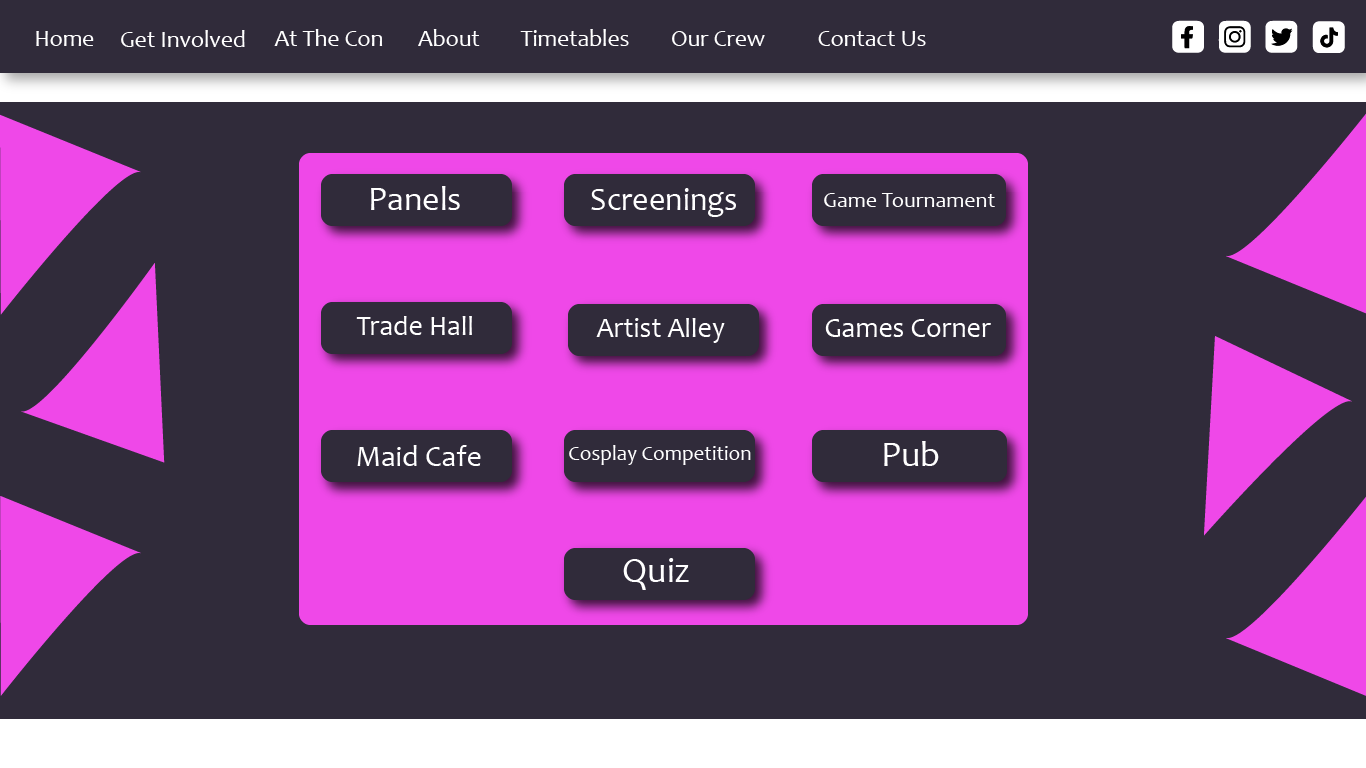 Home Get Involved At The Con About Timetables Our Crew Contact Us
Panels Screenings Game Tournament
Trade Hall Artist Alley Games Corner
Maid Cafe Cosplay Competition Pub
Quiz